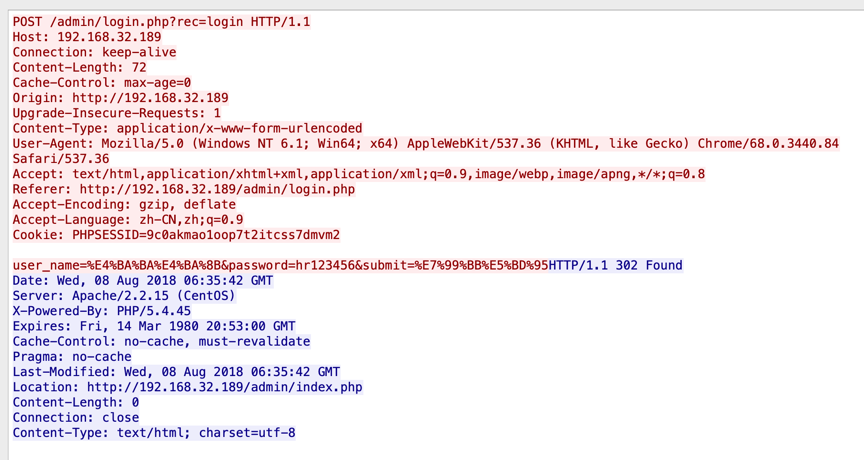 POST /admin/login.php?rec=login HTTP/1.1
Host: 192.168.32.189
Connection: keep-alive
Content-Length: 72
Cache-Control: max-age=0
Origin: http://192.168.32.189
Upgrade-Insecure-Requests: 1
Content-Type: application/x-www-form-urlencoded
User-Agent: Mozilla/5.0 (Windows NT 6.1; Win64; x64) AppleWebKit/537.36 (KHTML, like Gecko) Chrome/68.0.3440.84
Safari/537.36
Accept: text/html,application/xhtml+xml,application/xml;q=0.9,image/webp,image/apng,*/*;q=0.8
Referer: http://192.168.32.189/admin/login.php
Accept-Encoding: gzip, deflate
Accept-Language: zh-CN,zh;q=0.9
Cookie: PHPSESSID=9c0akmao1oop7t2itcss7dmvm2
user_name=%E4%BA%BA%E4%BA%8B&password=hr123456&submit=%E7%99%BB%E5%BD%95HTTP/1.1 302 Found
Date: Wed, 08 Aug 2018 06:35:42 GMT
Server: Apache/2.2.15 (CentOS)
X-Powered-By: PHP/5.4.45
Expires: Fri, 14 Mar 1980 20:53:00 GMT
Cache-Control: no-cache, must-revalidate
Pragma: no-cache
Last-Modified: Wed, 08 Aug 2018 06:35:42 GMT
Location: http://192.168.32.189/admin/index.php
Content-Length: 0
Connection: close
Content-Type: text/html; charset=utf-8